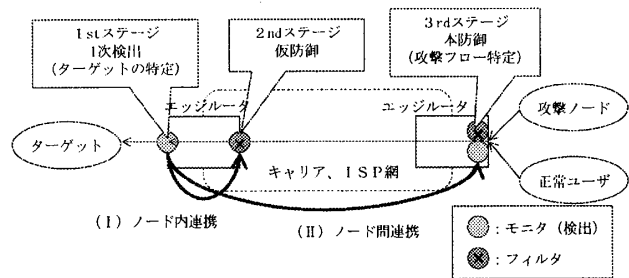 1stステージ
1次検出
(ターゲットの特定)
2ndステージ
仮防御
3rdステージ
本防御
(攻撃フロー特定)
エッジルータ
エッジルータ
攻撃ノード
ターゲット
キャリア、ISP網
正常ユーザ
(Ⅰ) ノード内連携
(Ⅱ) ノード間連携
:モニタ(検出)
:フィルタ